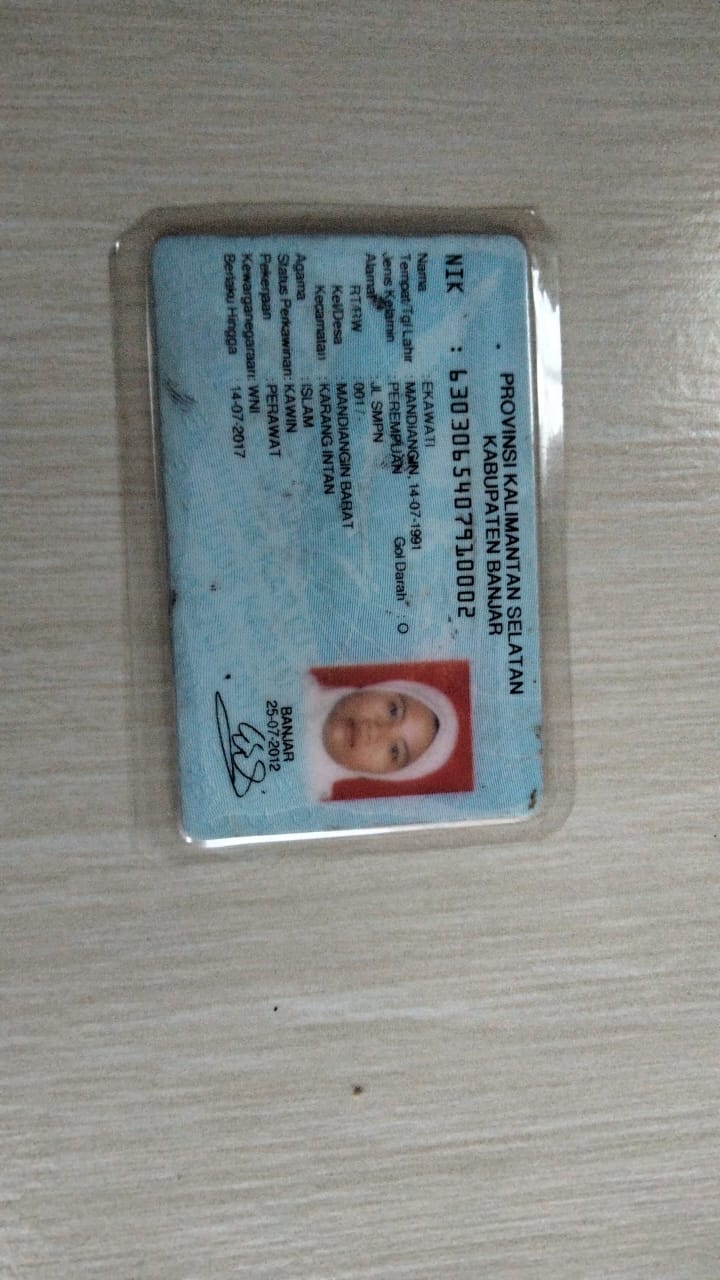 PROVINSI KALIMANTAN SELATAN
KABUPATEN BANJAR
NIK : 6303065407910002
Nama : EKAWATI
Tempat/Tgl Lahir : MANDIANGIN, 14-07-1991
Jenis Kelamin : PEREMPUAN Gol Darah : O
Alamat : JL SMPN
RT/RW : 001/-
Kel/Desa : MANDIANGIN BARAT
Kecamatan : KARANG INTAN
Agama : ISLAM
Status Perkawinan: KAWIN
Pekerjaan : PERAWAT
Kewarganegaraan: WNI
Berlaku Hingga 14-07-2017
BANJAR
25-07-2012